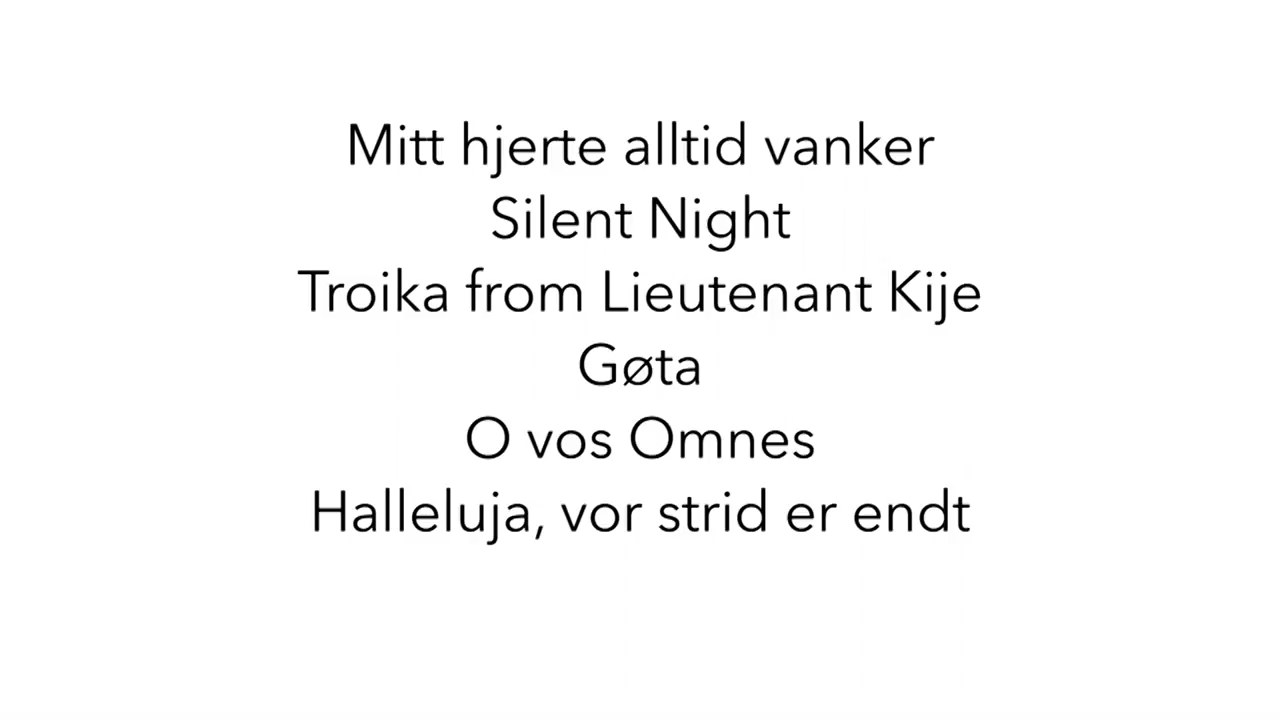 Mitt hjerte alltid vanker
Silent Night
Troika from Lieutenant Kije
Gøta
O vos Omnes
Halleluja, vor strid er endt